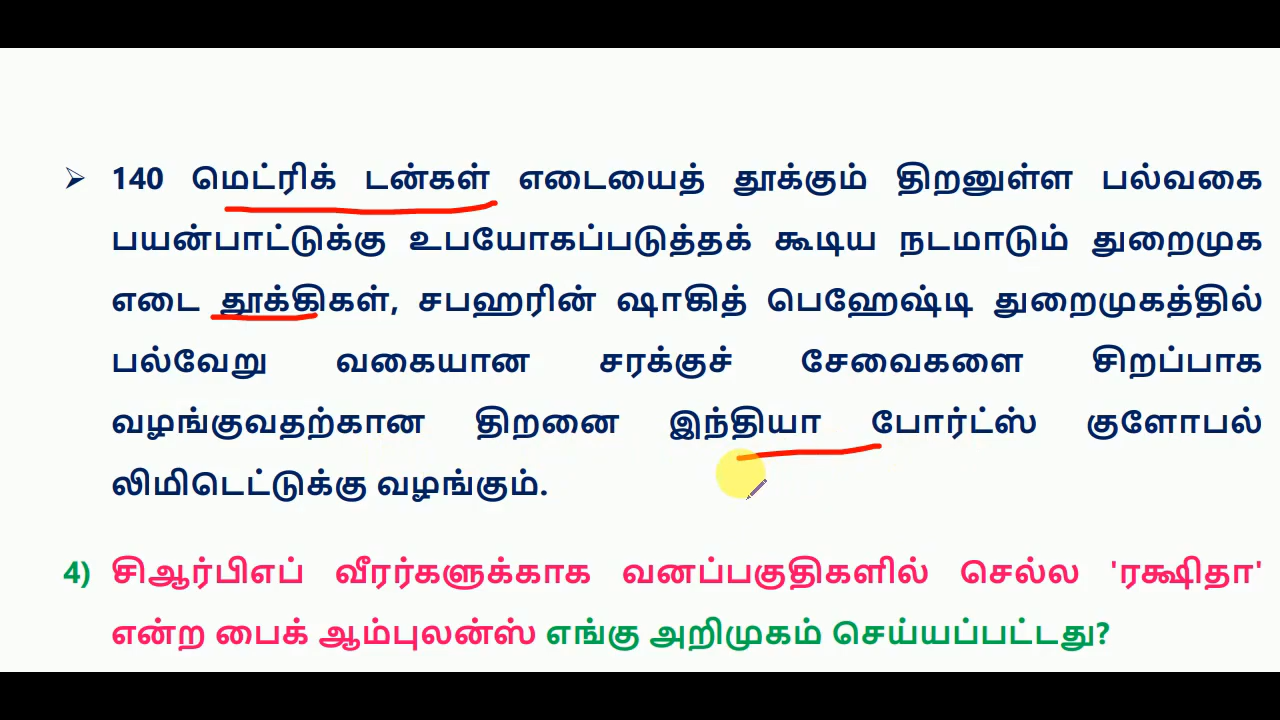 ➢ 140 மெட்ரிக் டன்கள் எடையைத் தூக்கும் திறனுள்ள பல்வகை
பயன்பாட்டுக்கு உபயோகப்படுத்தக் கூடிய நடமாடும் துறைமுக
எடை தூக்கிகள், சபஹரின் ஷாகித் பெஹேஷ்டி துறைமுகத்தில்
பல்வேறு வகையான சரக்குச் சேவைகளை சிறப்பாக
வழங்குவதற்கான திறனை இந்தியா போர்ட்ஸ் குளோபல்
லிமிடெட்டுக்கு வழங்கும்.
4) சிஆர்பிஎப் வீரர்களுக்காக வனப்பகுதிகளில் செல்ல 'ரக்ஷிதா'
என்ற பைக் ஆம்புலன்ஸ் எங்கு அறிமுகம் செய்யப்பட்டது?